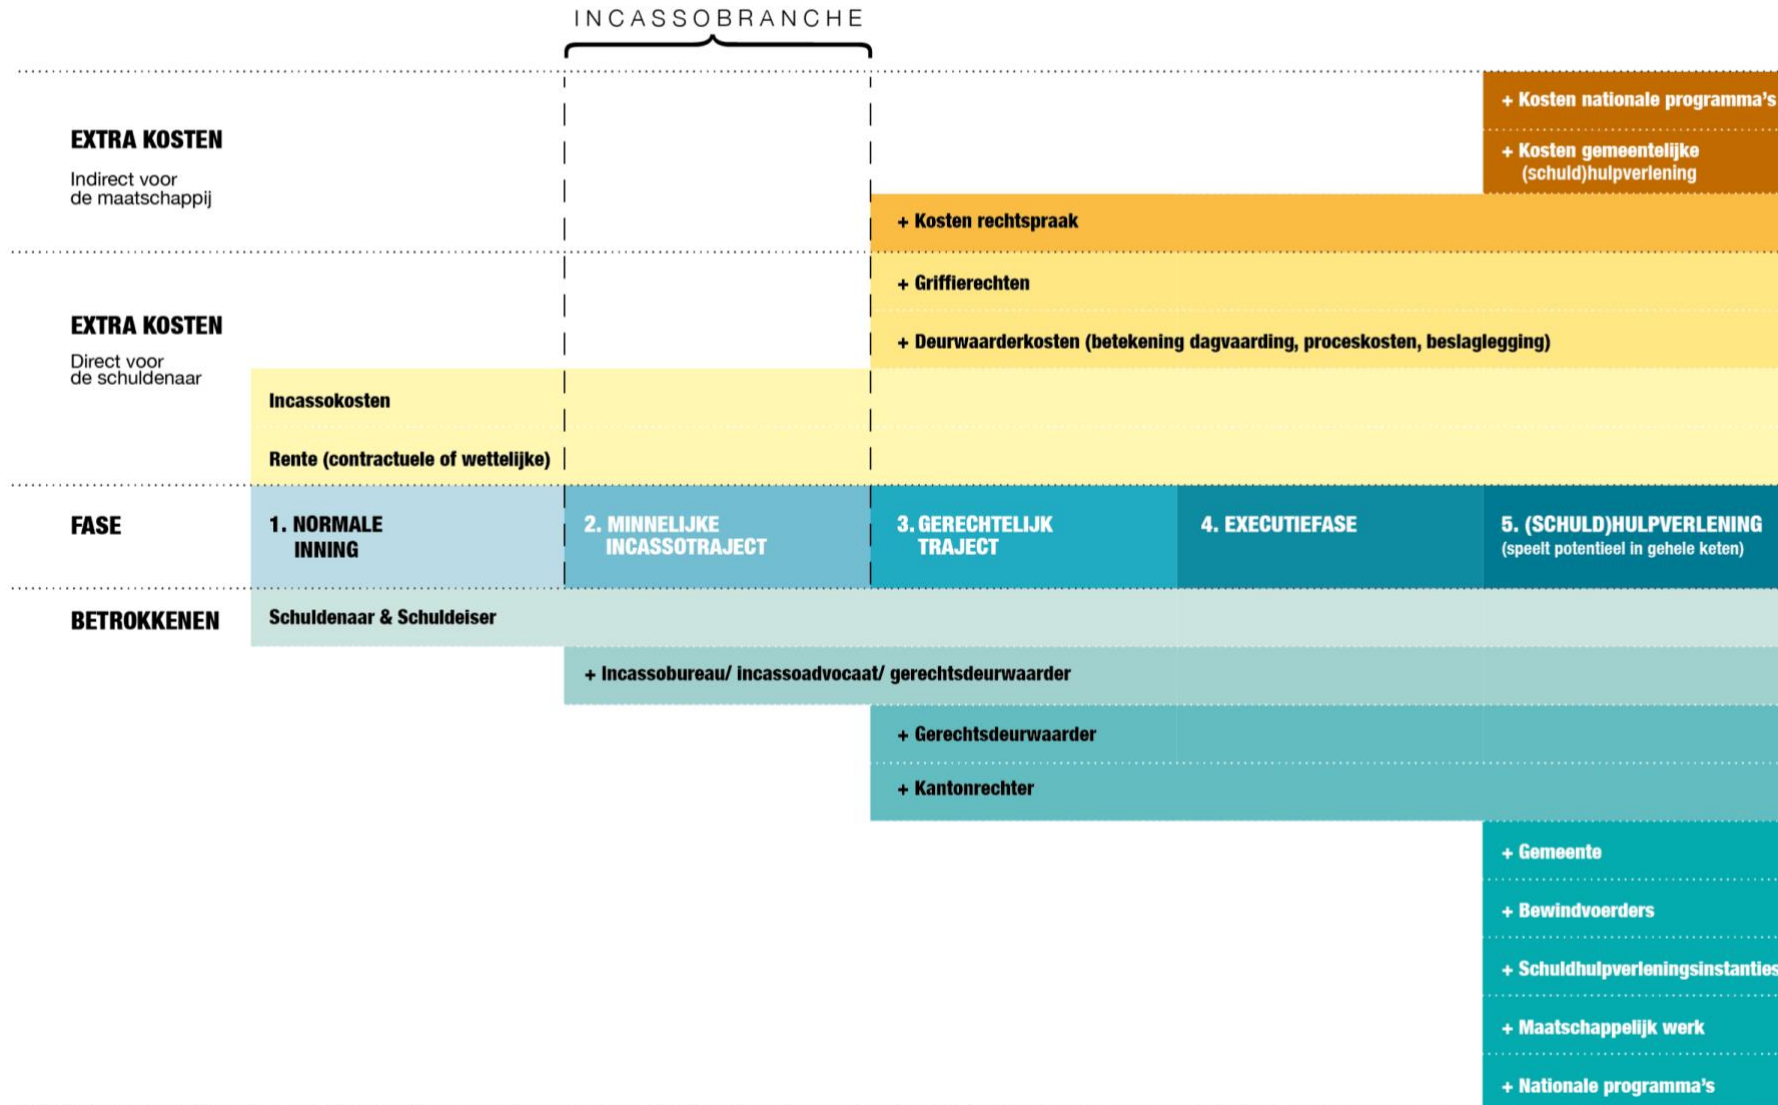 INCASSOBRANCHE
+ Kosten nationale programma's
+ Kosten gemeentelijke
(schuld)hulpverlening
EXTRA KOSTEN
Indirect voor
de maatschappij
+ Kosten rechtspraak
+ Griffierechten
+ Deurwaarderkosten (betekening dagvaarding, proceskosten, beslaglegging)
EXTRA KOSTEN
Direct voor
de schuldenaar
Incassokosten
Rente (contractuele of wettelijke)
FASE
1. NORMALE
INNING
2. MINNELIJKE
INCASSOTRAJECT
3. GERECHTELIJK
TRAJECT
4. EXECUTIEFASE
5. (SCHULD)HULPVERLENING
(speelt potentieel in gehele keten)
BETROKKENEN
Schuldenaar & Schuldeiser
+ Incassobureau/ incassoadvocaat/ gerechtsdeurwaarder
+ Gerechtsdeurwaarder
+ Kantonrechter
+ Gemeente
+ Bewindvoerders
+ Schuldhulpverleningsinstanties
+ Maatschappelijk werk
+ Nationale programma's